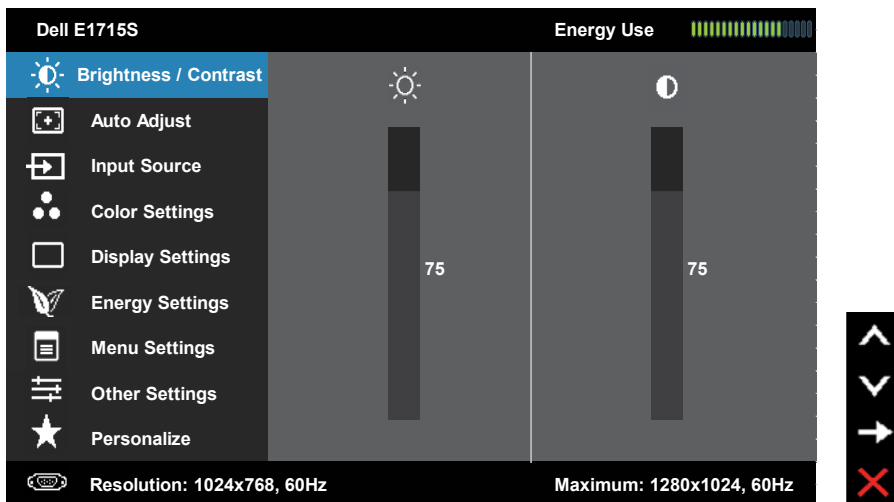 Dell E1715S Energy Use
Brightness / Contrast
Auto Adjust
Input Source
Color Settings
Display Settings
75 75
Energy Settings
Menu Settings
Other Settings
Personalize
Resolution: 1024x768, 60Hz Maximum: 1280x1024, 60Hz